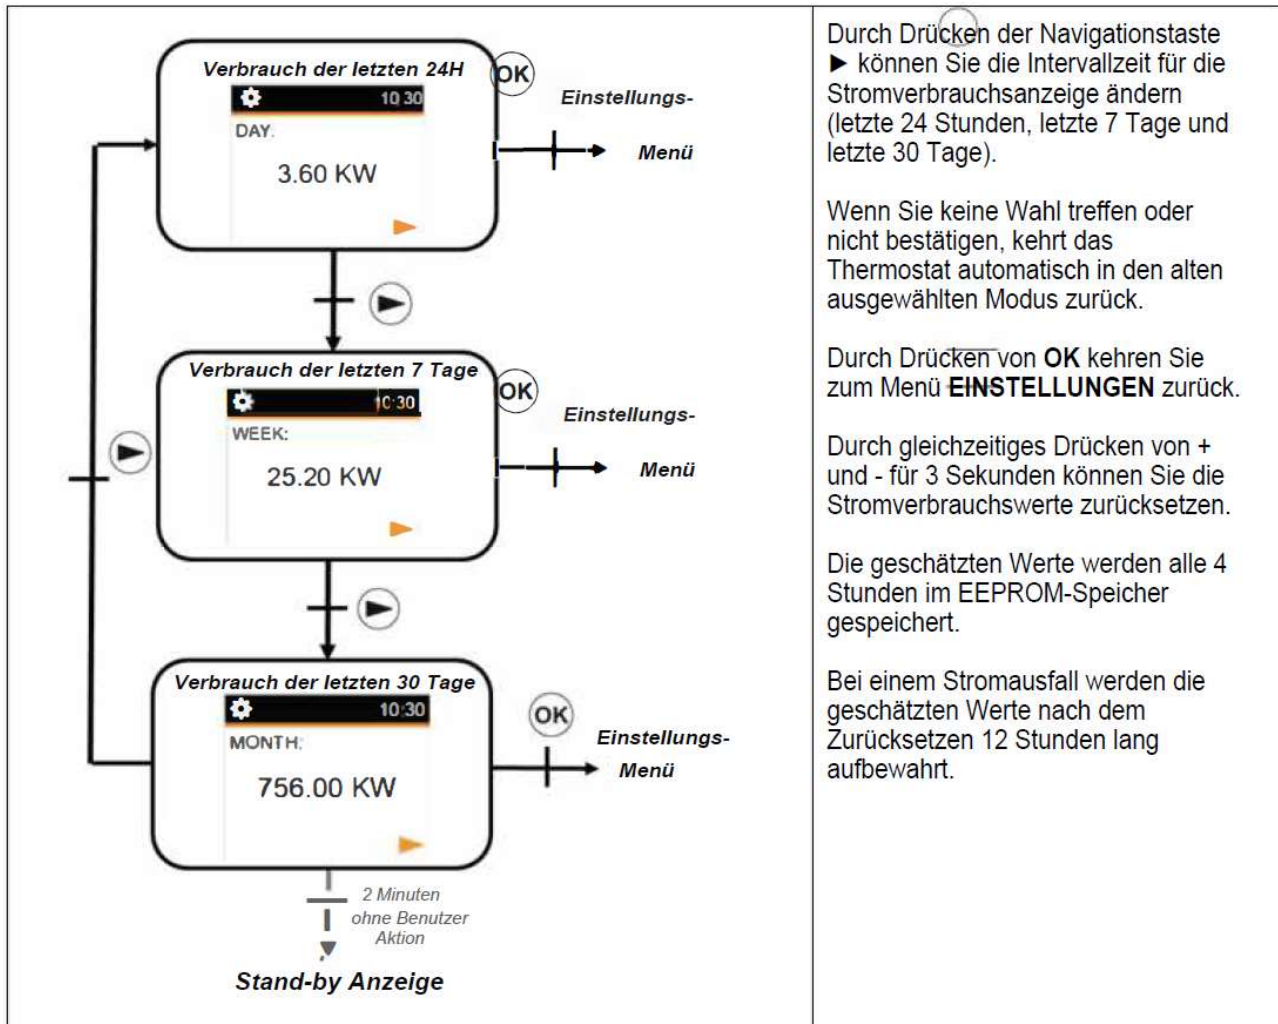 Verbrauch der letzten 24H
OK
10 30
DAY:
3.60 KW
Einstellungs-
Menü
Verbrauch der letzten 7 Tage
OK
10:30
WEEK:
25.20 KW
Einstellungs-
Menü
Verbrauch der letzten 30 Tage
OK
10:30
MONTH:
756.00 KW
Einstellungs-
Menü
2 Minuten
ohne Benutzer
Aktion
Stand-by Anzeige
Durch Drücken der Navigationstaste
► können Sie die Intervallzeit für die
Stromverbrauchsanzeige ändern
(letzte 24 Stunden, letzte 7 Tage und
letzte 30 Tage).
Wenn Sie keine Wahl treffen oder
nicht bestätigen, kehrt das
Thermostat automatisch in den alten
ausgewählten Modus zurück.
Durch Drücken von OK kehren Sie
zum Menü EINSTELLUNGEN zurück.
Durch gleichzeitiges Drücken von +
und - für 3 Sekunden können Sie die
Stromverbrauchswerte zurücksetzen.
Die geschätzten Werte werden alle 4
Stunden im EEPROM-Speicher
gespeichert.
Bei einem Stromausfall werden die
geschätzten Werte nach dem
Zurücksetzen 12 Stunden lang
aufbewahrt.